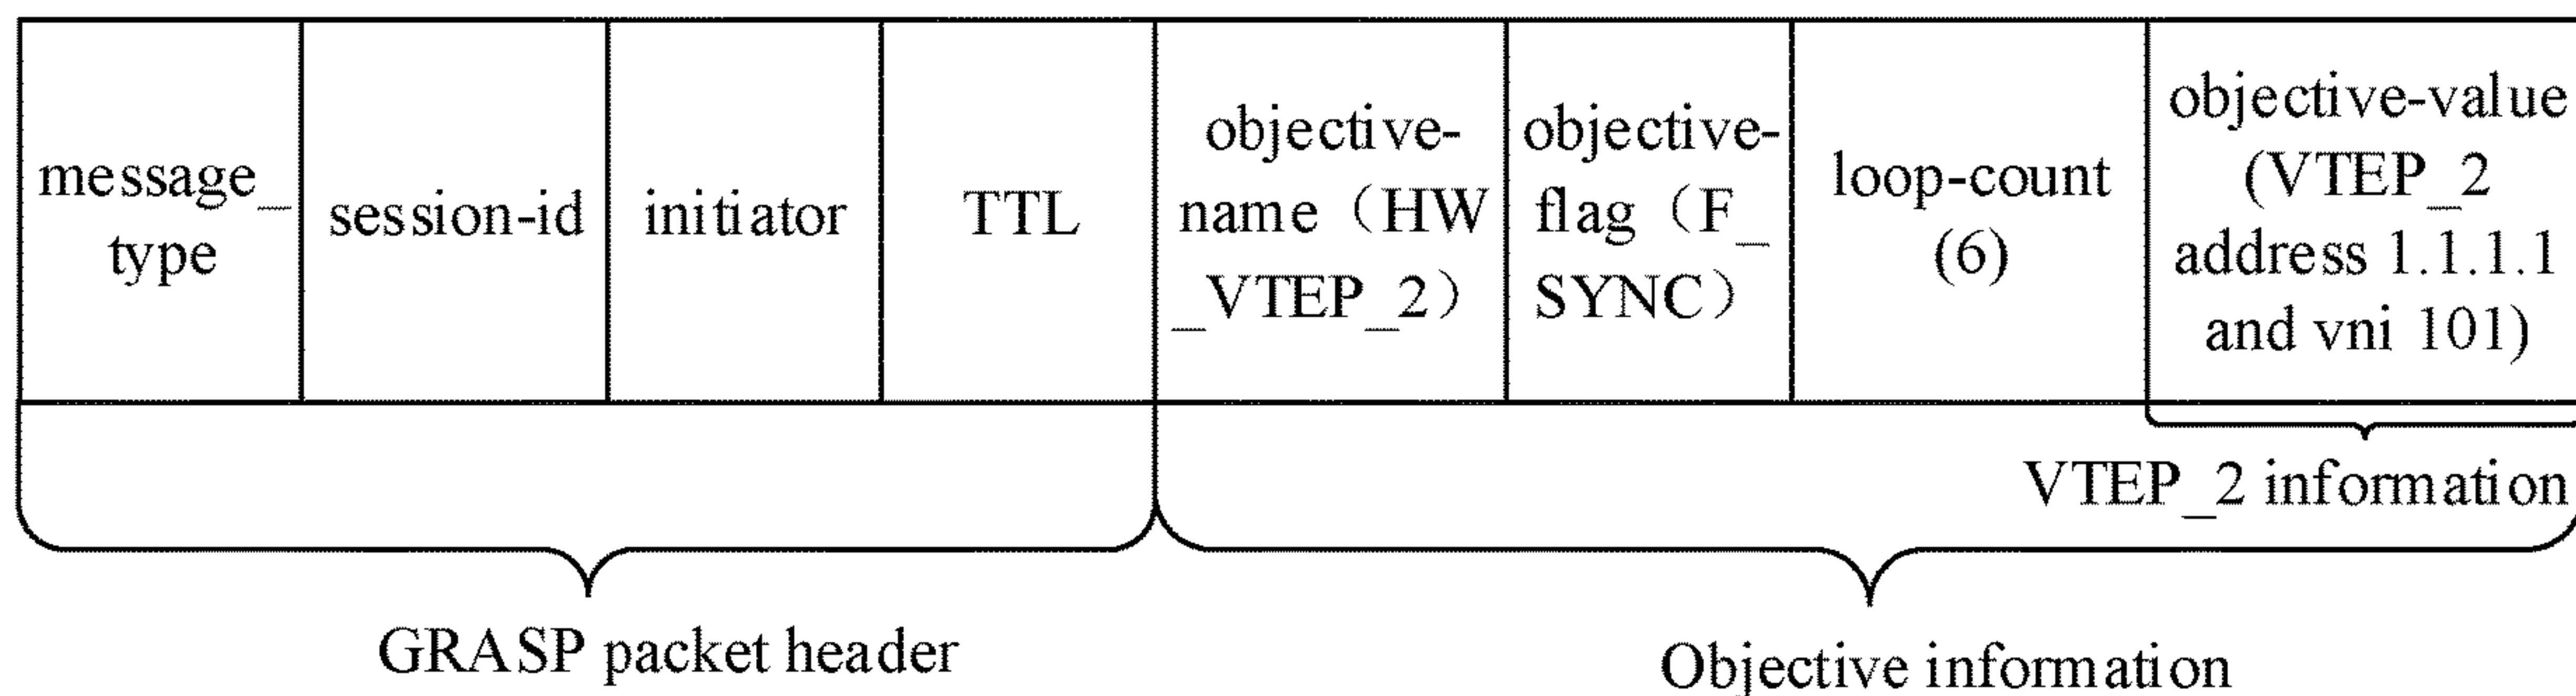 message_
type
session-id
initiator
TTL
objective-
name（HW
_VTEP_2）
objective-
flag（F_
SYNC）
loop-count
(6)
objective-value
(VTEP_2
address 1.1.1.1
and vni 101)
VTEP_2 information
GRASP packet header
Objective information